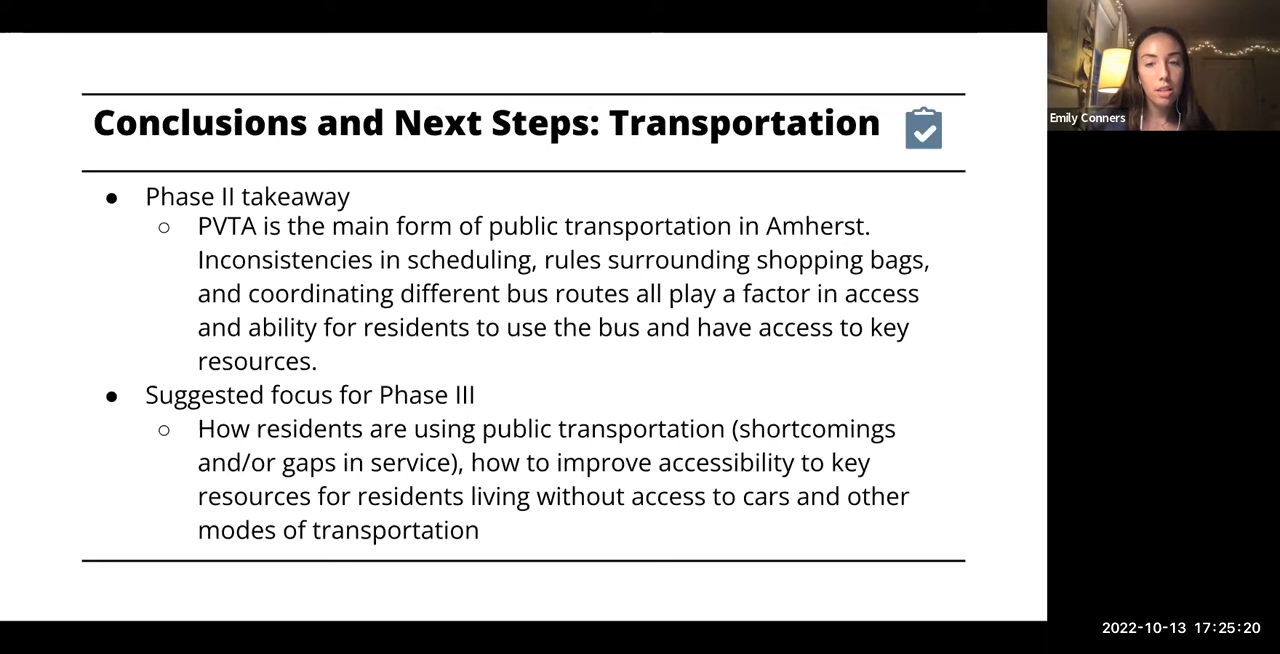 Conclusions and Next Steps: Transportation
Emily Conners
● Phase II takeaway
○ PVTA is the main form of public transportation in Amherst.
Inconsistencies in scheduling, rules surrounding shopping bags,
and coordinating different bus routes all play a factor in access
and ability for residents to use the bus and have access to key
resources.
● Suggested focus for Phase III
○ How residents are using public transportation (shortcomings
and/or gaps in service), how to improve accessibility to key
resources for residents living without access to cars and other
modes of transportation
2022-10-13 17:25:20